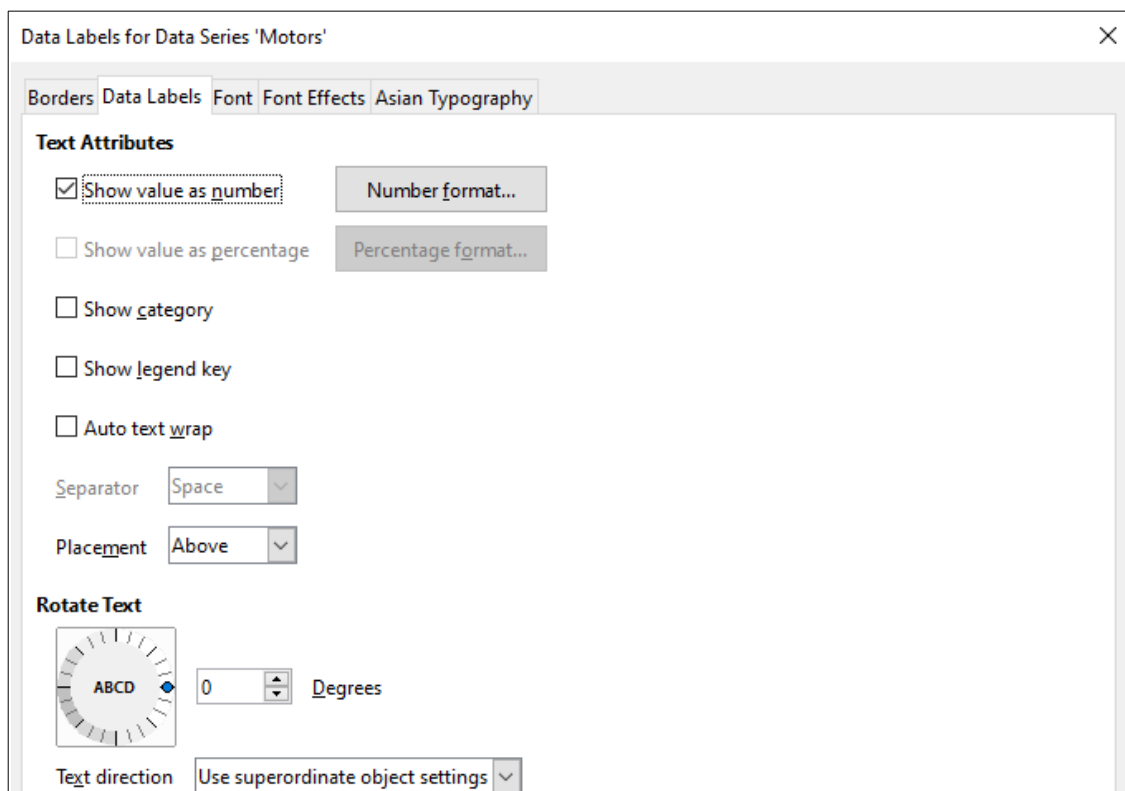 Data Labels for Data Series 'Motors'
Borders Data Labels Font Font Effects Asian Typography
Text Attributes
Show value as number Number format...
Show value as percentage Percentage format...
Show category
Show legend key
Auto text wrap
Separator Space
Placement Above
Rotate Text
ABCD 0 Degrees
Text direction Use superordinate object settings